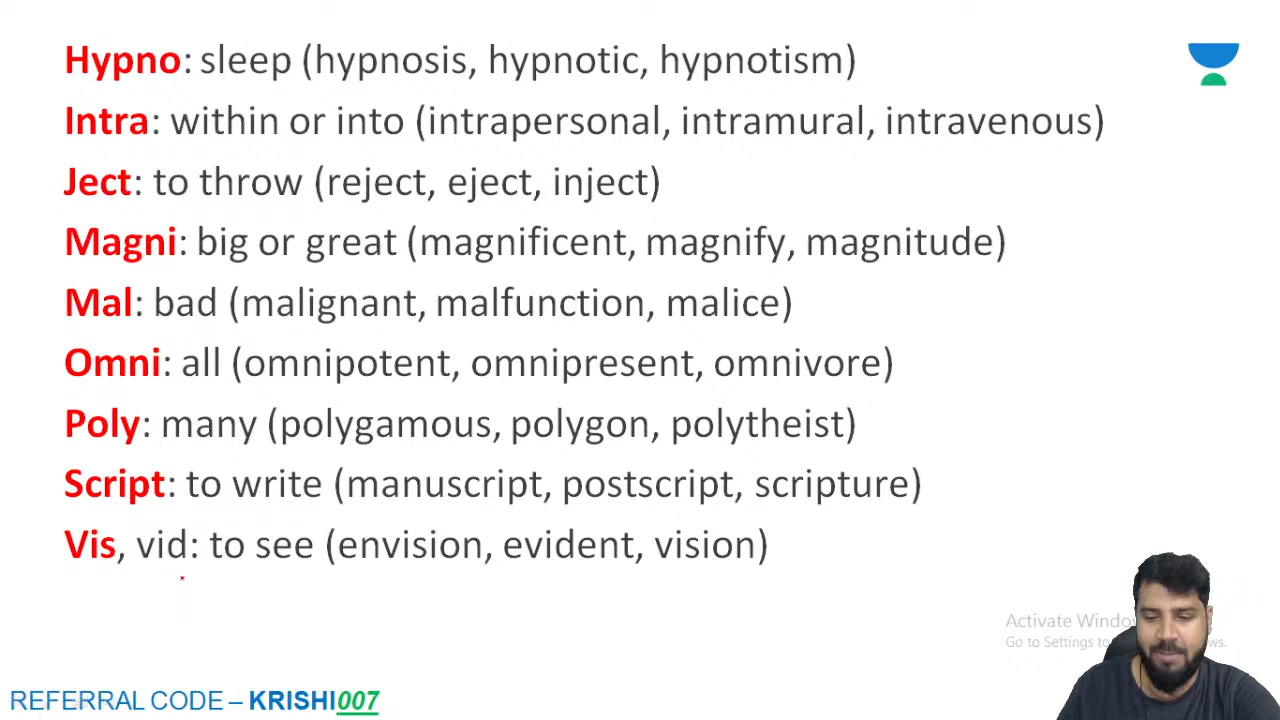 Hypno: sleep (hypnosis, hypnotic, hypnotism)
Intra: within or into (intrapersonal, intramural, intravenous)
Ject: to throw (reject, eject, inject)
Magni: big or great (magnificent, magnify, magnitude)
Mal: bad (malignant, malfunction, malice)
Omni: all (omnipotent, omnipresent, omnivore)
Poly: many (polygamous, polygon, polytheist)
Script: to write (manuscript, postscript, scripture)
Vis, vid: to see (envision, evident, vision)
Activate
Go to Settings
REFERRAL CODE – KRISHI007